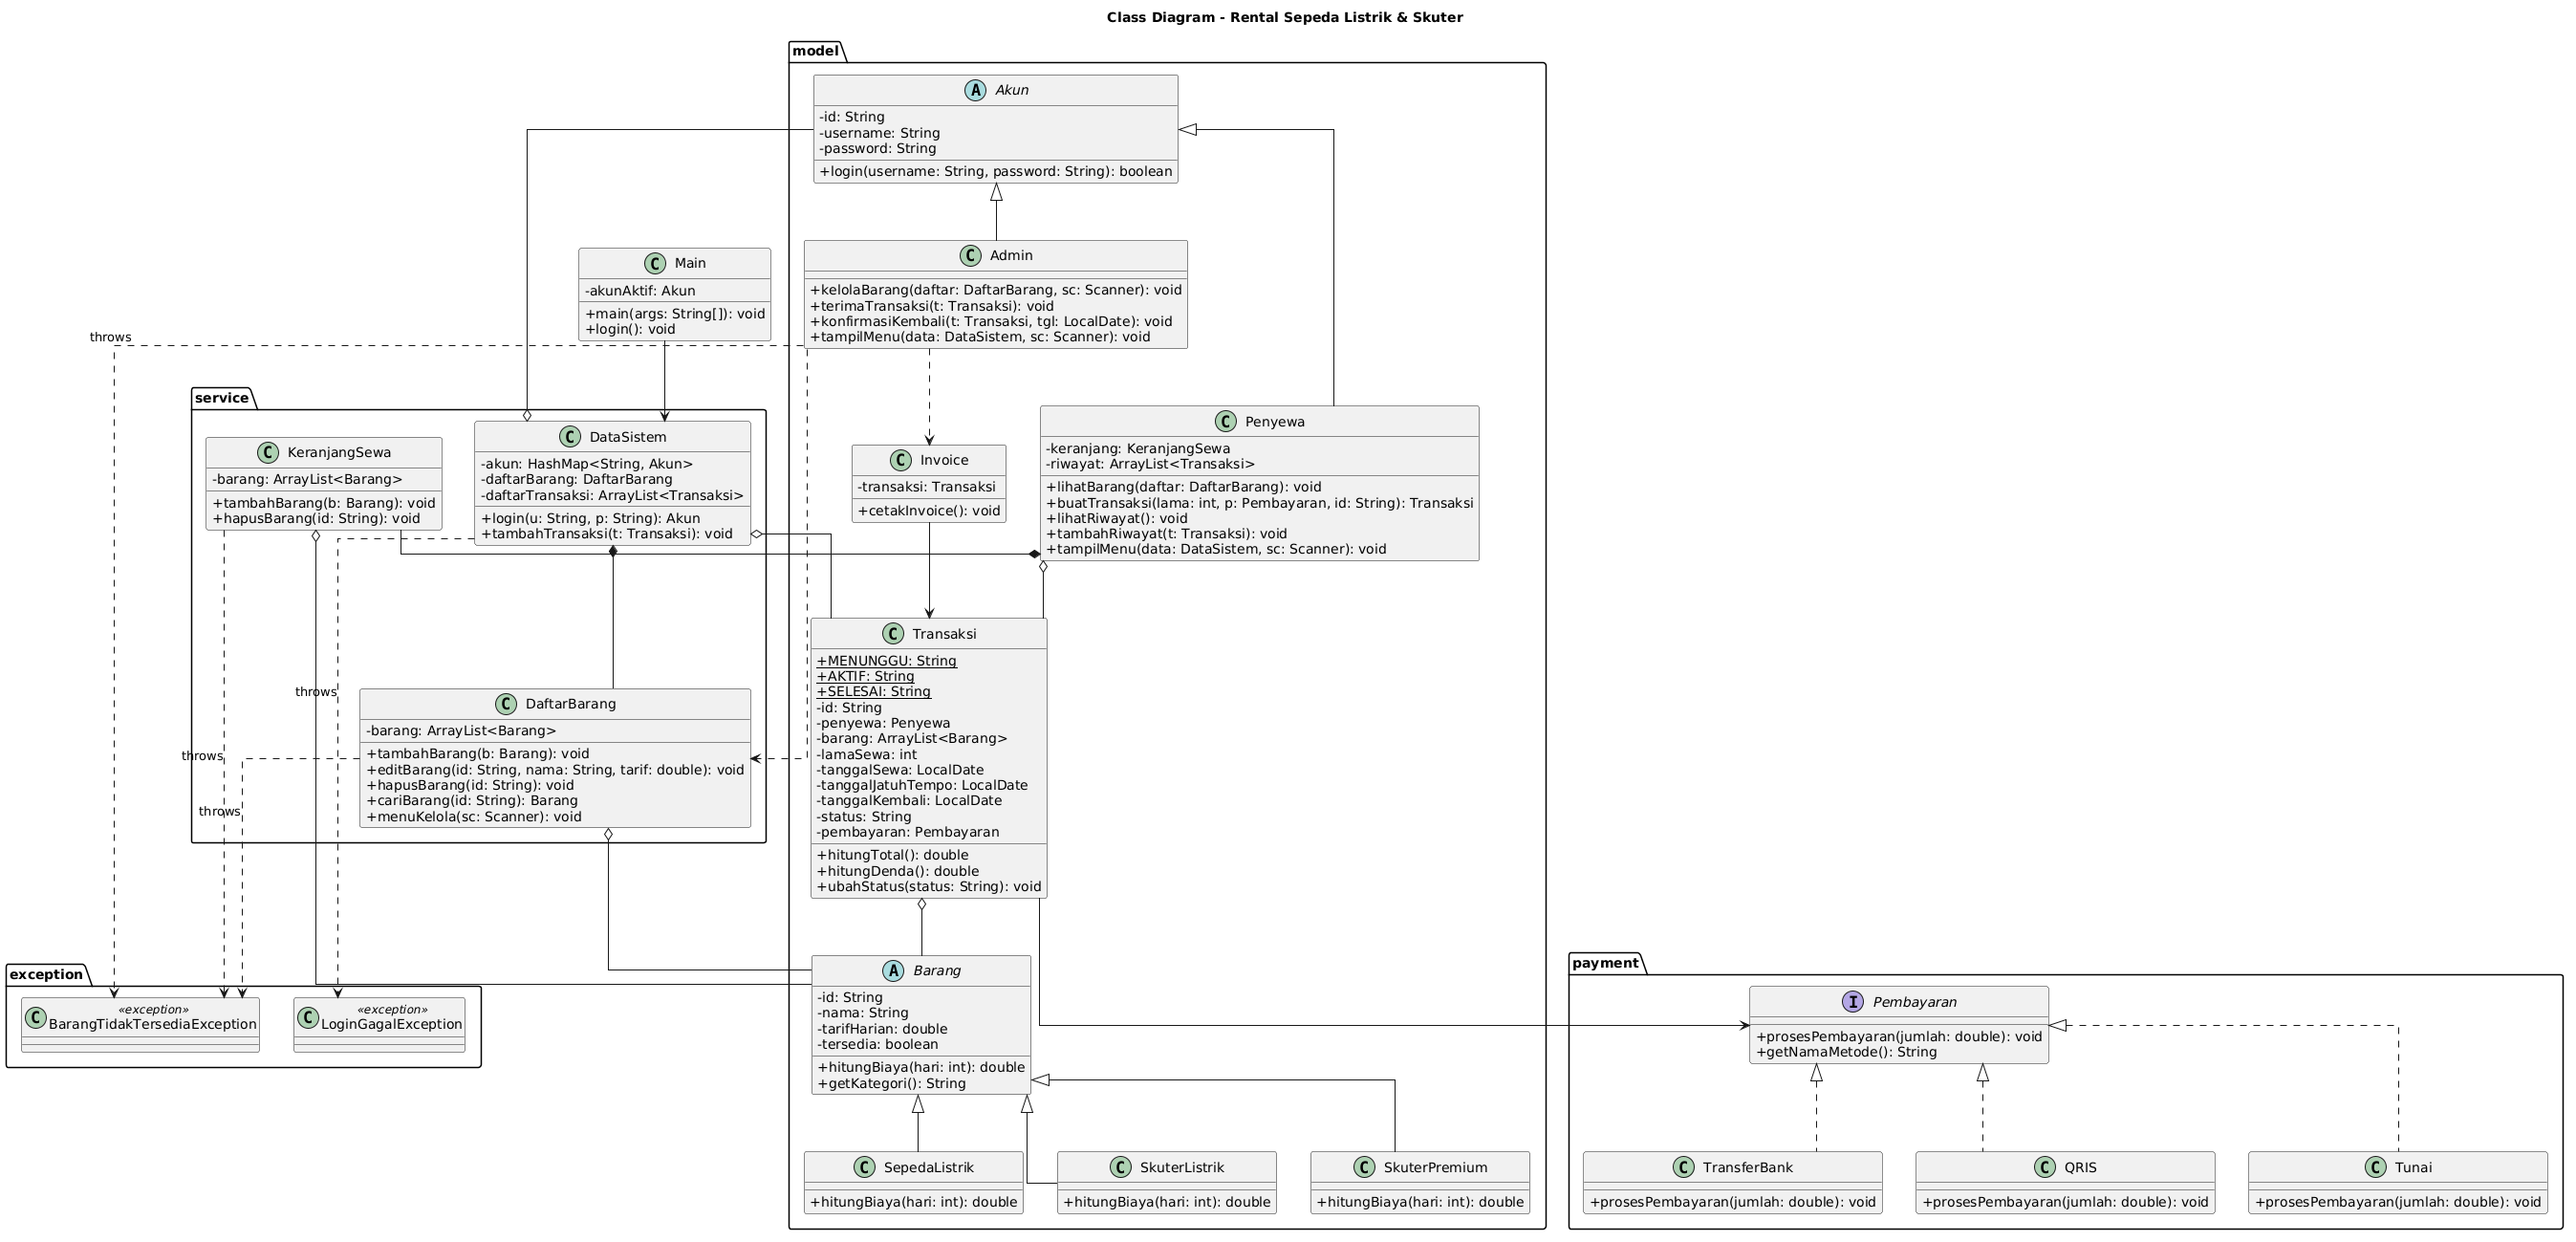 Class Diagram - Rental Sepeda Listrik & Skuter
model
A Akun
-id: String
-username: String
-password: String
+login(username: String, password: String): boolean
C Main
-akunAktif: Akun
+main(args: String[]): void
+login(): void
C Admin
+kelolaBarang(daftar: DaftarBarang, sc: Scanner): void
+terimaTransaksi(t: Transaksi): void
+konfirmasiKembali(t: Transaksi, tgl: LocalDate): void
+tampilMenu(data: DataSistem, sc: Scanner): void
throws
service
C KeranjangSewa
-barang: ArrayList<Barang>
+tambahBarang(b: Barang): void
+hapusBarang(id: String): void
C DataSistem
-akun: HashMap<String, Akun>
-daftarBarang: DaftarBarang
-daftarTransaksi: ArrayList<Transaksi>
+login(u: String, p: String): Akun
+tambahTransaksi(t: Transaksi): void
C Invoice
-transaksi: Transaksi
+cetakInvoice(): void
C Penyewa
-keranjang: KeranjangSewa
-riwayat: ArrayList<Transaksi>
+lihatBarang(daftar: DaftarBarang): void
+buatTransaksi(lama: int, p: Pembayaran, id: String): Transaksi
+lihatRiwayat(): void
+tambahRiwayat(t: Transaksi): void
+tampilMenu(data: DataSistem, sc: Scanner): void
throws
throws
throws
C DaftarBarang
-barang: ArrayList<Barang>
+tambahBarang(b: Barang): void
+editBarang(id: String, nama: String, tarif: double): void
+hapusBarang(id: String): void
+cariBarang(id: String): Barang
+menuKelola(sc: Scanner): void
C Transaksi
+MENUNGGU: String
+AKTIF: String
+SELESAI: String
-id: String
-penyewa: Penyewa
-barang: ArrayList<Barang>
-lamaSewa: int
-tanggalSewa: LocalDate
-tanggalJatuhTempo: LocalDate
-tanggalKembali: LocalDate
-status: String
-pembayaran: Pembayaran
+hitungTotal(): double
+hitungDenda(): double
+ubahStatus(status: String): void
exception
C «exception»
BarangTidakTersediaException
C «exception»
LoginGagalException
A Barang
-id: String
-nama: String
-tarifHarian: double
-tersedia: boolean
+hitungBiaya(hari: int): double
+getKategori(): String
payment
I Pembayaran
+prosesPembayaran(jumlah: double): void
+getNamaMetode(): String
C SepedaListrik
+hitungBiaya(hari: int): double
C SkuterListrik
+hitungBiaya(hari: int): double
C SkuterPremium
+hitungBiaya(hari: int): double
C TransferBank
+prosesPembayaran(jumlah: double): void
C QRIS
+prosesPembayaran(jumlah: double): void
C Tunai
+prosesPembayaran(jumlah: double): void